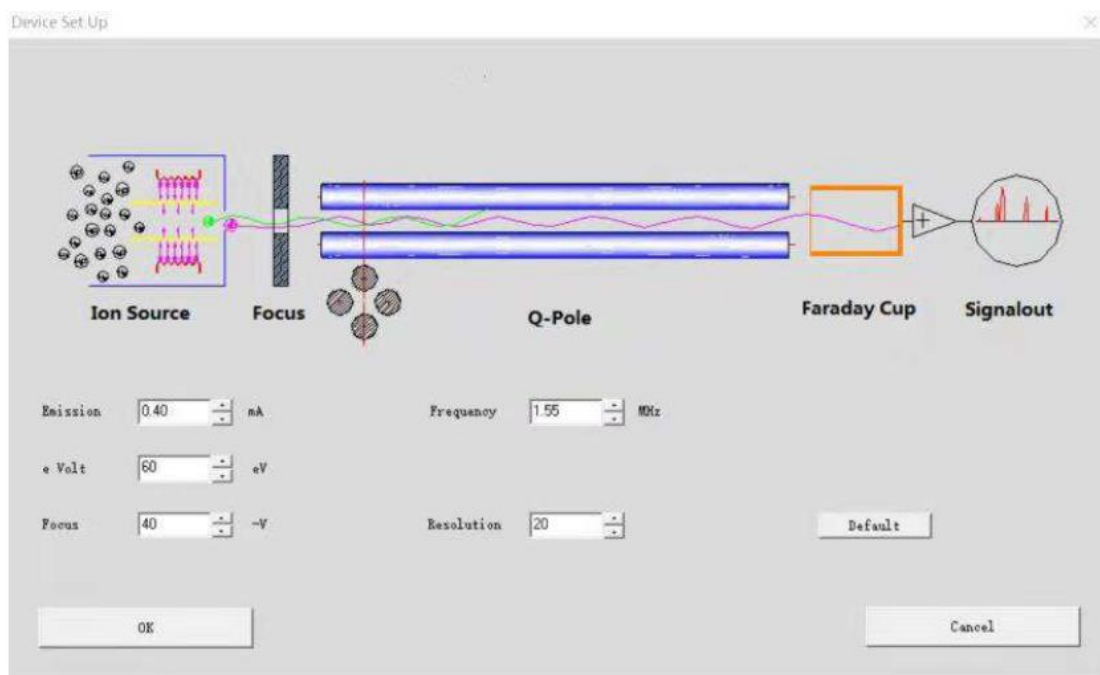 Device Set Up
Ion Source
Focus
Q-Pole
Faraday Cup
Signalout
Emission 0.40 mA
Frequency 1.55 MHz
e Volt 60 eV
Focus 40 -V
Resolution 20
Default
OK
Cancel